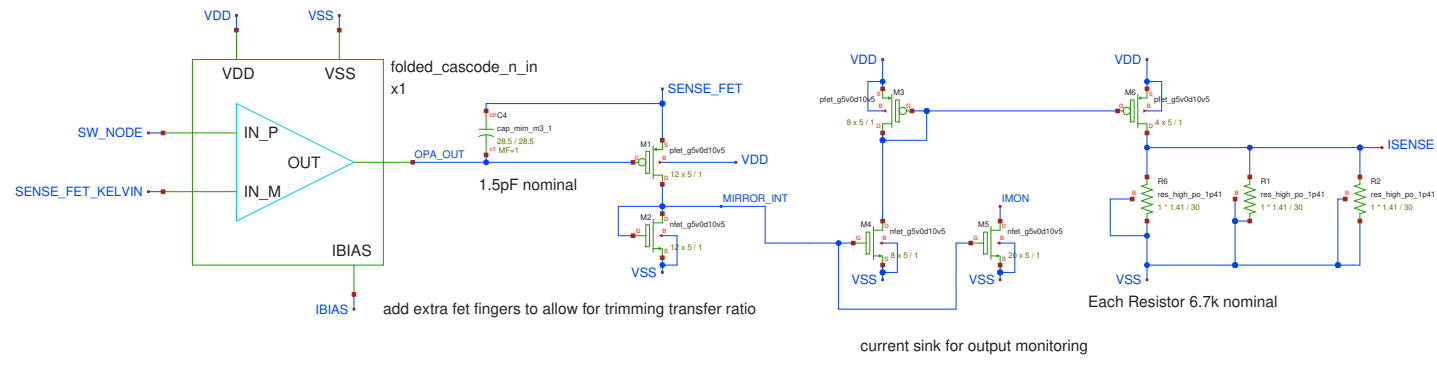 VDD
VSS
VDD
VSS
folded_cascode_n_in
x1
SW_NODE
IN_P
OUT
SENSE_FET_KELVIN
IN_M
IBIAS
IBIAS
OPA_OUT
c0
C4
cap_mim_m3_1
28.5 / 28.5
MF=1
c1
1.5pF nominal
SENSE_FET
M1
S
pfet_g5v0d10v5
G
B
VDD
12 x 5 / 1
D
MIRROR_INT
M2
D
nfet_g5v0d10v5
G
B
12 x 5 / 1
S
VSS
add extra fet fingers to allow for trimming transfer ratio
VDD
S
M3
pfet_g5v0d10v5
B
G
8 x 5 / 1
D
M4
D
nfet_g5v0d10v5
G
B
8 x 5 / 1
S
VSS
IMON
M5
D
nfet_g5v0d10v5
G
B
20 x 5 / 1
S
VSS
current sink for output monitoring
VDD
M6
S
pfet_g5v0d10v5
G
B
4 x 5 / 1
D
ISENSE
R6
B
res_high_po_1p41
1 * 1.41 / 30
R1
B
res_high_po_1p41
1 * 1.41 / 30
R2
B
res_high_po_1p41
1 * 1.41 / 30
VSS
Each Resistor 6.7k nominal